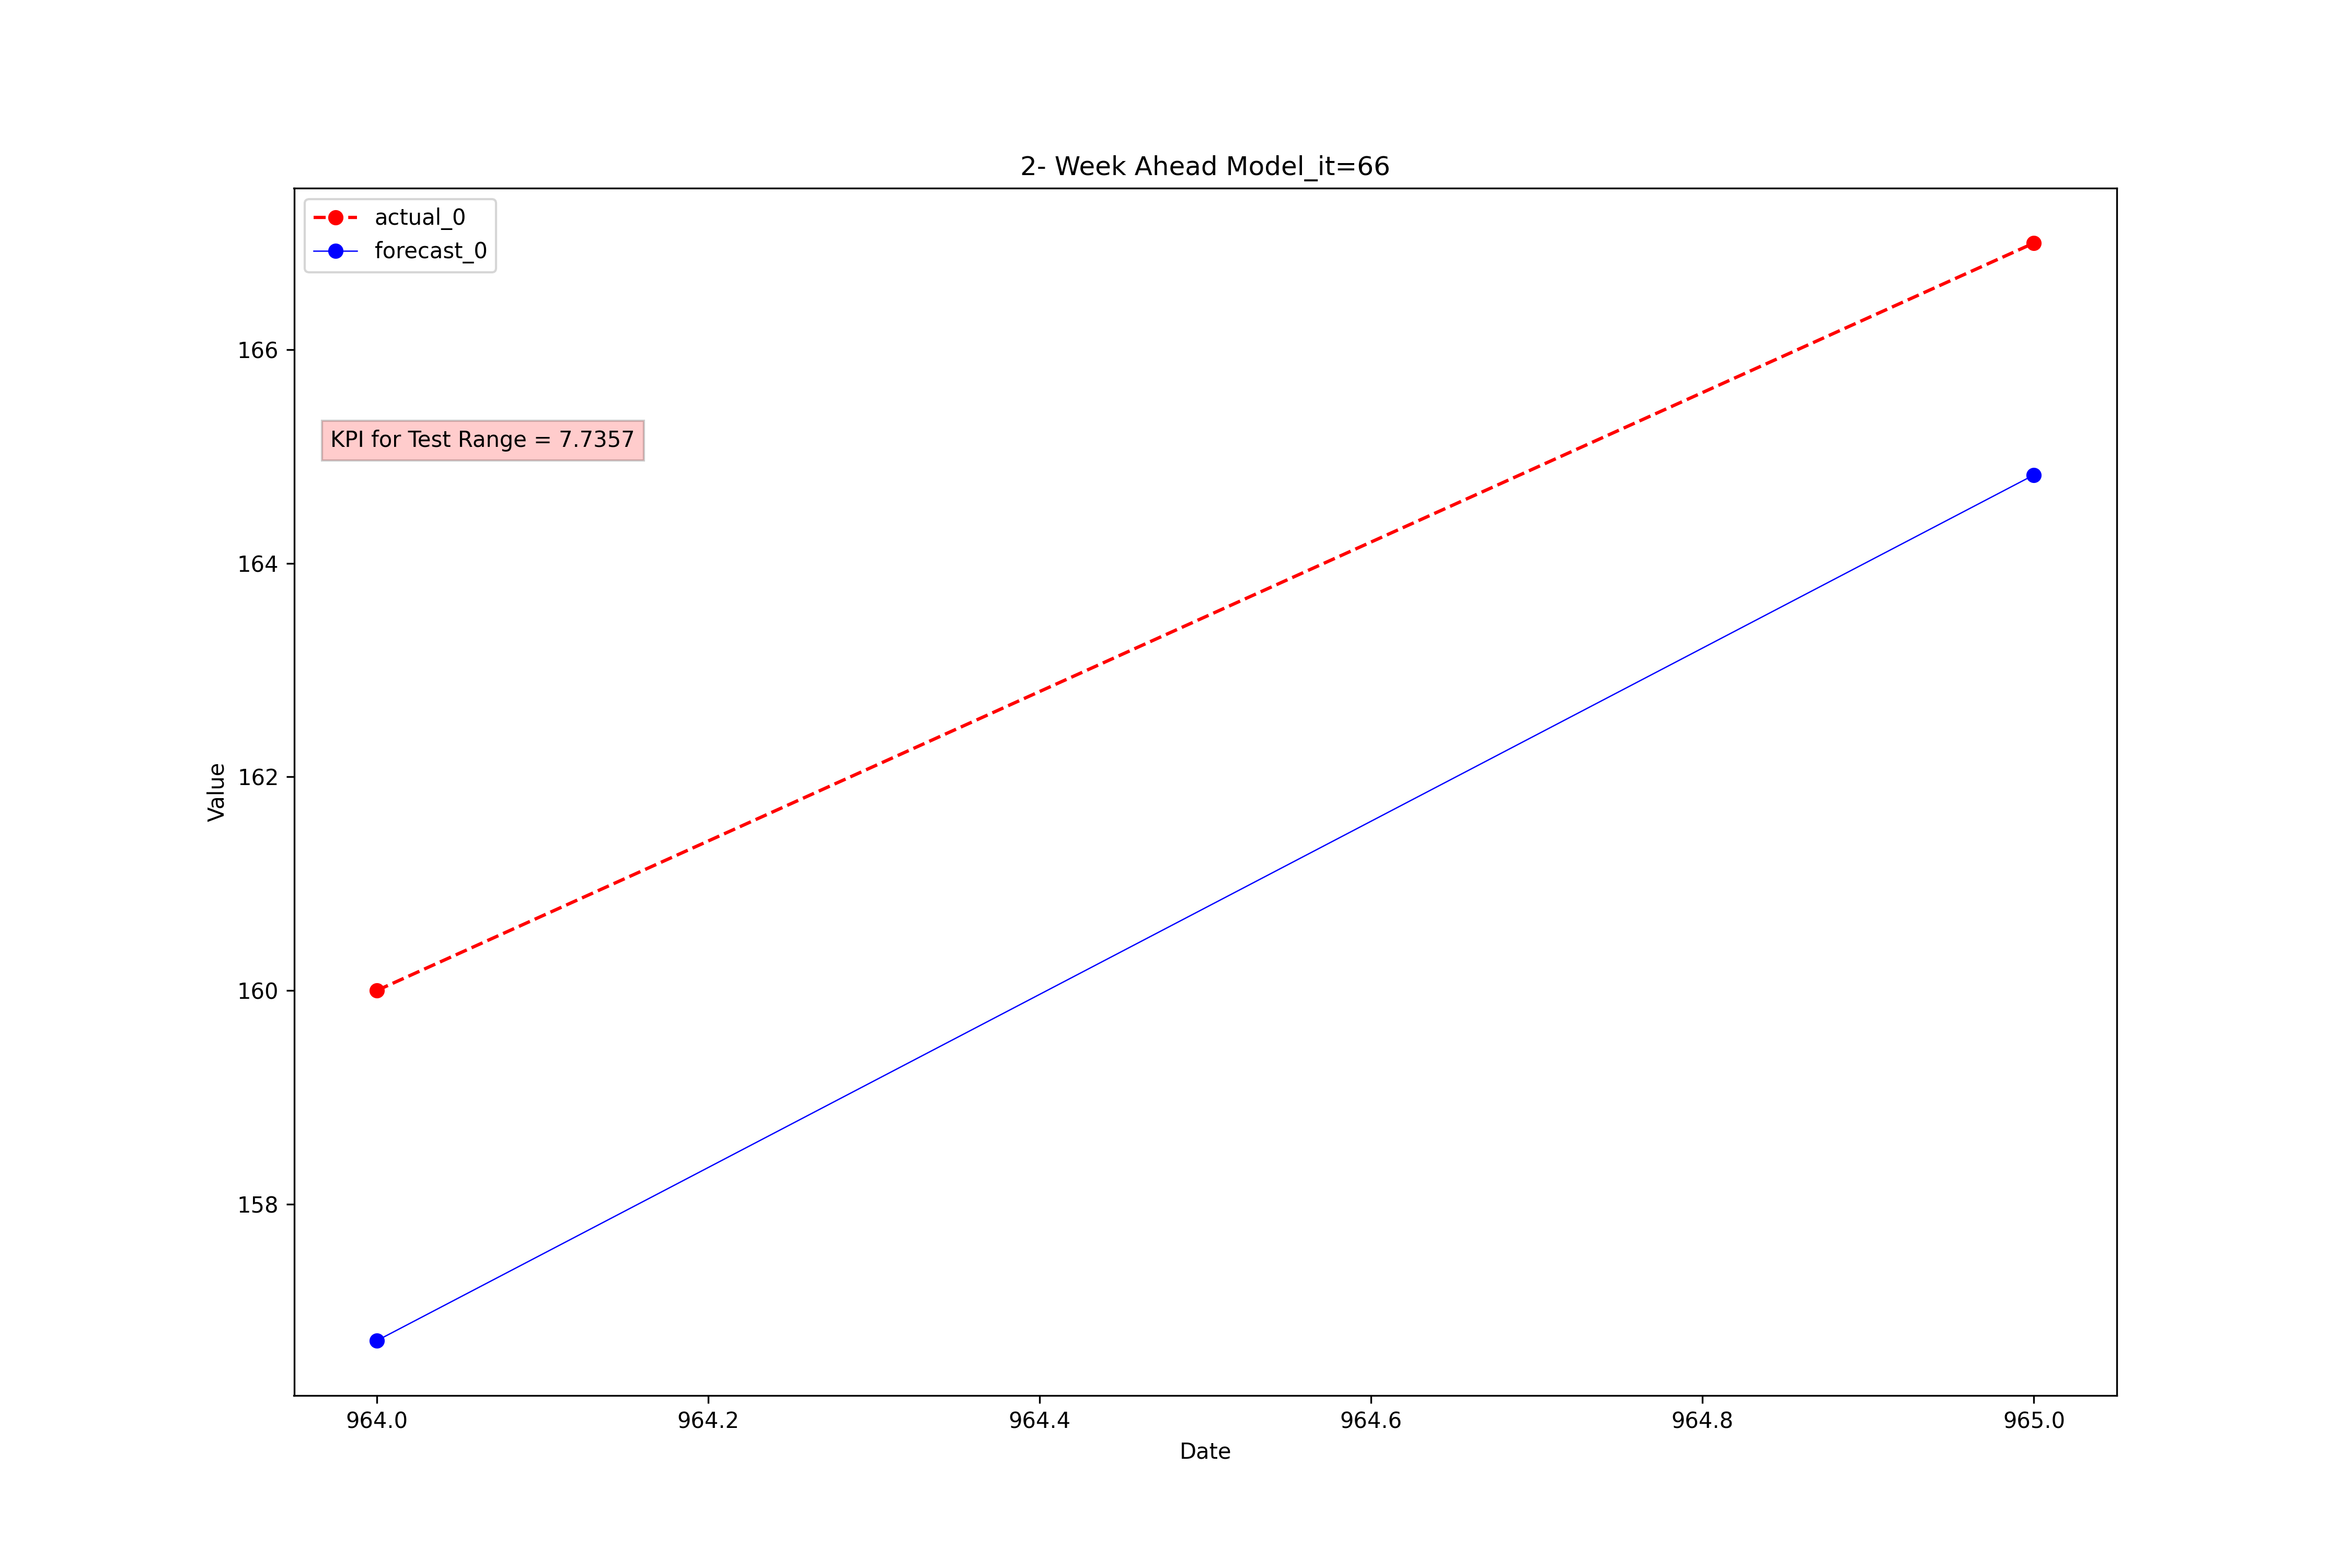 2- Week Ahead Model_it=66
actual_0
forecast_0
KPI for Test Range = 7.7357
166
164
162
160
158
Value
964.0 964.2 964.4 964.6 964.8 965.0
Date